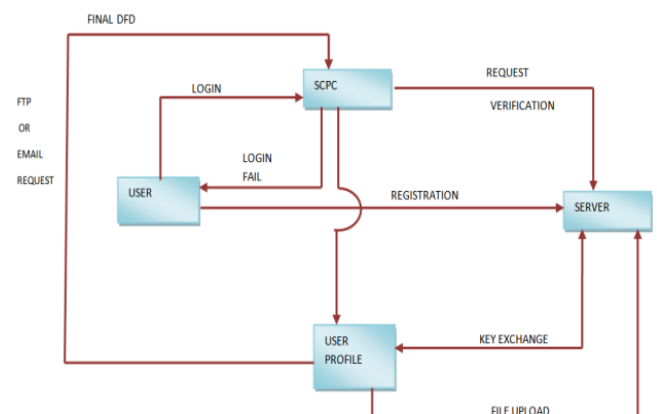 FINAL DFD
SCPC
REQUEST
LOGIN
FTP
VERIFICATION
OR
EMAIL
LOGIN
REQUEST
FAIL
USER
REGISTRATION
SERVER
USER
PROFILE
KEY EXCHANGE
FILE UPLOAD